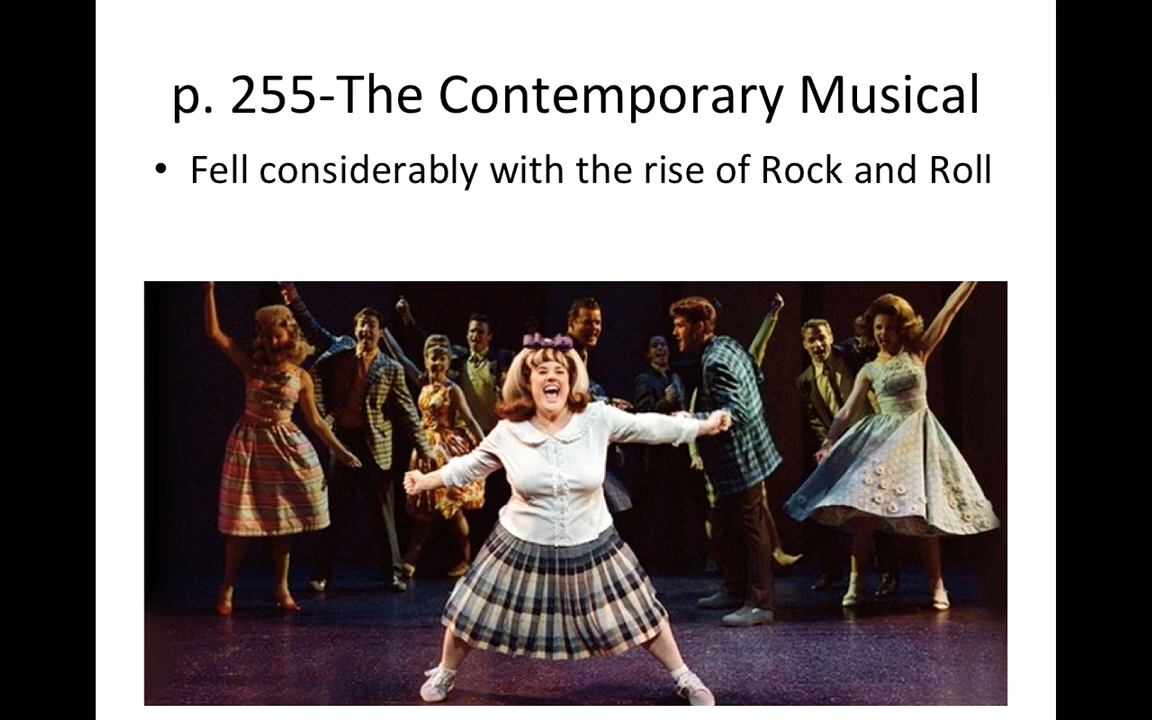 p. 255-The Contemporary Musical
• Fell considerably with the rise of Rock and Roll